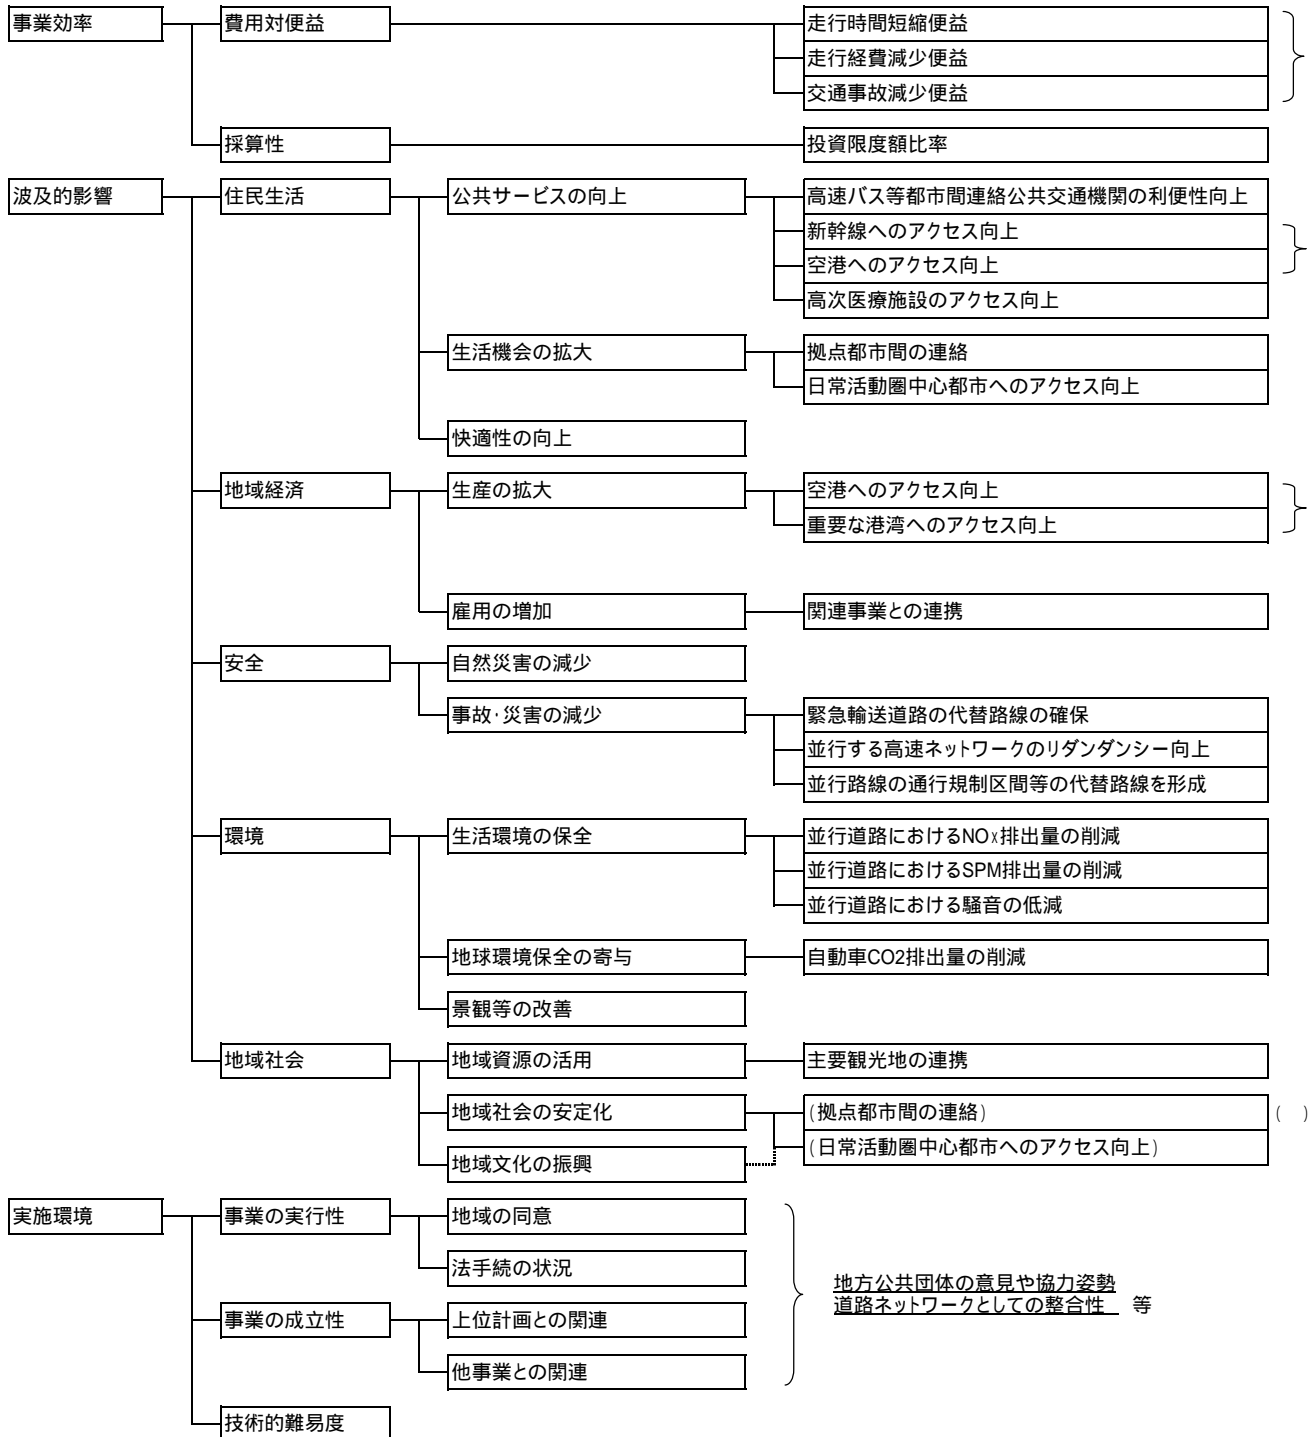 事業効率
費用対便益
走行時間短縮便益
走行経費減少便益
交通事故減少便益
採算性
投資限度額比率
波及的影響
住民生活
公共サービスの向上
高速バス等都市間連絡公共交通機関の利便性向上
新幹線へのアクセス向上
空港へのアクセス向上
高次医療施設のアクセス向上
生活機会の拡大
拠点都市間の連絡
日常活動圏中心都市へのアクセス向上
快適性の向上
地域経済
生産の拡大
空港へのアクセス向上
重要な港湾へのアクセス向上
雇用の増加
関連事業との連携
安全
自然災害の減少
事故・災害の減少
緊急輸送道路の代替路線の確保
並行する高速ネットワークのリダンダンシー向上
並行路線の通行規制区間等の代替路線を形成
環境
生活環境の保全
並行道路におけるNOx排出量の削減
並行道路におけるSPM排出量の削減
並行道路における騒音の低減
地球環境保全の寄与
自動車CO2排出量の削減
景観等の改善
地域社会
地域資源の活用
主要観光地の連携
地域社会の安定化
(拠点都市間の連絡)
( )
(日常活動圏中心都市へのアクセス向上)
地域文化の振興
実施環境
事業の実行性
地域の同意
法手続の状況
地方公共団体の意見や協力姿勢
道路ネットワークとしての整合性 等
事業の成立性
上位計画との関連
他事業との関連
技術的難易度